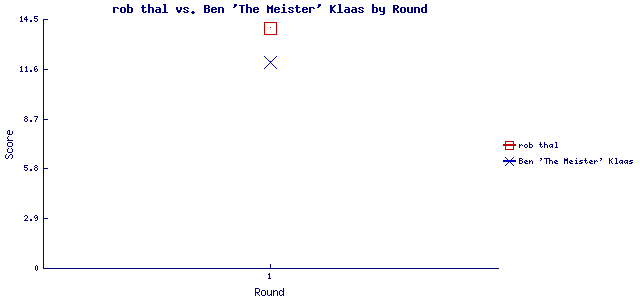 rob thal vs. Ben 'The Meister' Klaas by Round
14.5
11.6
8.7
5.8
2.9
0
Score
1
Round
rob thal
Ben 'The Meister' Klaas